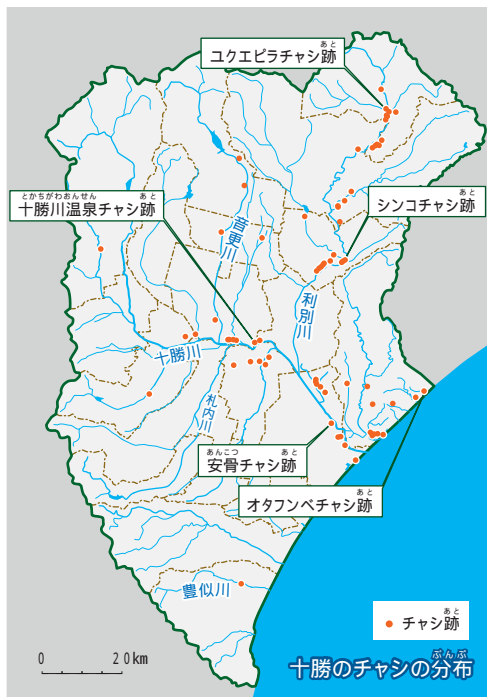 ユクエピラチャシ跡
あと
シンコチャシ跡
あと
十勝川温泉チャシ跡
とかちがわおんせん
あと
音更川
利別川
十勝川
札内川
安骨チャシ跡
あんこつ
あと
オタフンベチャシ跡
あと
豊似川
チャシ跡
あと
0 20km
十勝のチャシの分布
ぶんぷ